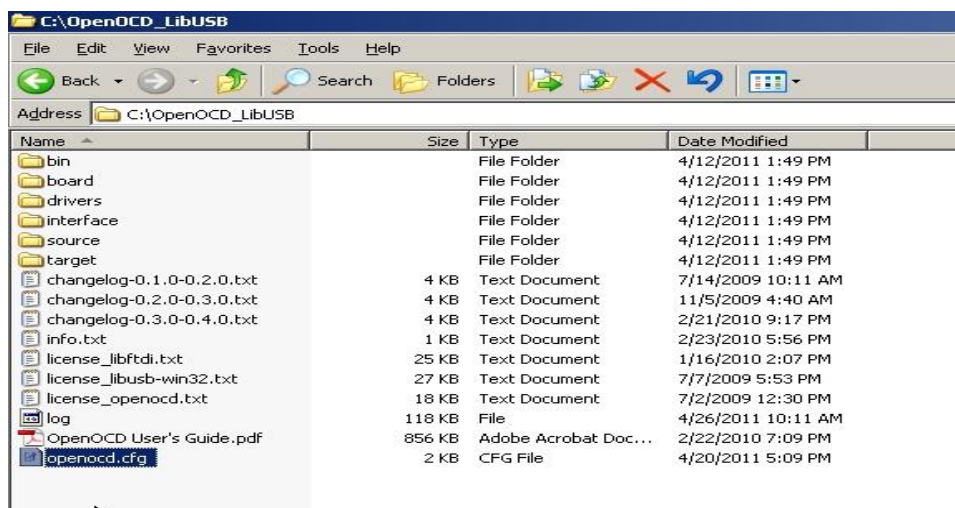 C:\OpenOCD_LibUSB
File Edit View Favorites Tools Help
Back Search Folders
Address C:\OpenOCD_LibUSB
Name Size Type Date Modified
bin File Folder 4/12/2011 1:49 PM
board File Folder 4/12/2011 1:49 PM
drivers File Folder 4/12/2011 1:49 PM
interface File Folder 4/12/2011 1:49 PM
source File Folder 4/12/2011 1:49 PM
target File Folder 4/12/2011 1:49 PM
changelog-0.1.0-0.2.0.txt 4 KB Text Document 7/14/2009 10:11 AM
changelog-0.2.0-0.3.0.txt 4 KB Text Document 11/5/2009 4:40 AM
changelog-0.3.0-0.4.0.txt 4 KB Text Document 2/21/2010 9:17 PM
info.txt 1 KB Text Document 2/23/2010 5:56 PM
license_libftdi.txt 25 KB Text Document 1/16/2010 2:07 PM
license_libusb-win32.txt 27 KB Text Document 7/7/2009 5:53 PM
license_openocd.txt 18 KB Text Document 7/2/2009 12:30 PM
log 118 KB File 4/26/2011 10:11 AM
OpenOCD User's Guide.pdf 856 KB Adobe Acrobat Doc... 2/22/2010 7:09 PM
openocd.cfg 2 KB CFG File 4/20/2011 5:09 PM